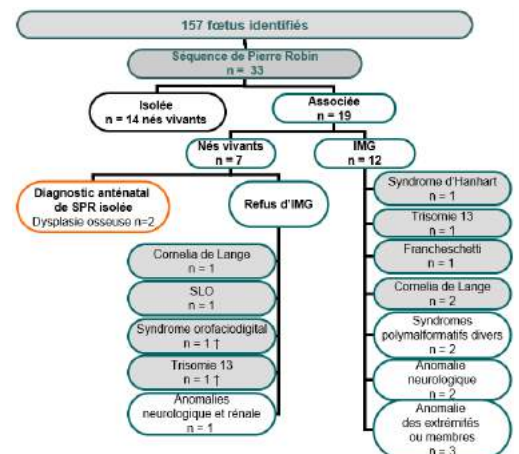 157 fœtus identifiés
Séquence de Pierre Robin
n = 33
Isolée
n = 14 nés vivants
Associée
n = 19
Nés vivants
n = 7
IMG
n = 12
Diagnostic anténatal
de SPR isolée
Dysplasie osseuse n=2
Refus d'IMG
Cornelia de Lange
n = 1
SLO
n = 1
Syndrome orofaciodigital
n = 1 †
Trisomie 13
n = 1 †
Anomalies
neurologique et rénale
n = 1
Syndrome d'Hanhart
n = 1
Trisomie 13
n = 1
Francheschetti
n = 1
Cornelia de Lange
n = 2
Syndromes
polymalformatifs divers
n = 2
Anomalie
neurologique
n = 2
Anomalie
des extrémités
ou membres
n = 3